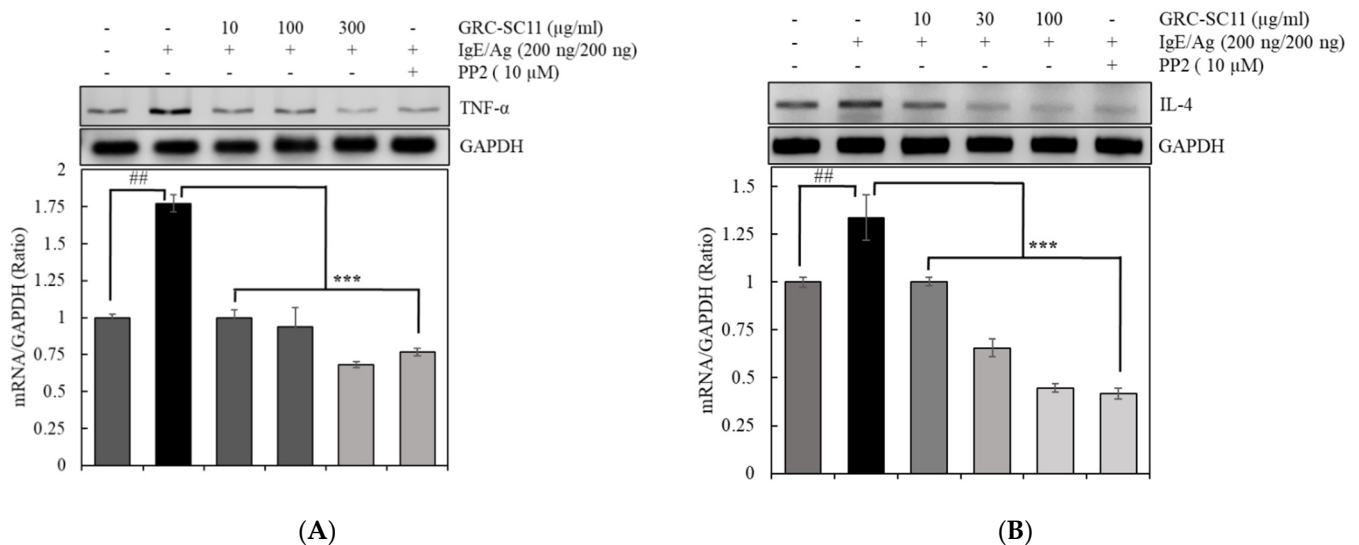 - - 10 100 300 - GRC-SC11 (µg/ml)
- + + + + + IgE/Ag (200 ng/200 ng)
- - - - - + PP2 ( 10 µM)
TNF-α
GAPDH
mRNA/GAPDH (Ratio)
2
1.75
1.5
1.25
1
0.75
0.5
0.25
0
##
***
(A)
- - 10 30 100 - GRC-SC11 (µg/ml)
- + + + + + IgE/Ag (200 ng/200 ng)
- - - - - + PP2 ( 10 µM)
IL-4
GAPDH
mRNA/GAPDH (Ratio)
1.5
1.25
1
0.75
0.5
0.25
0
##
***
(B)